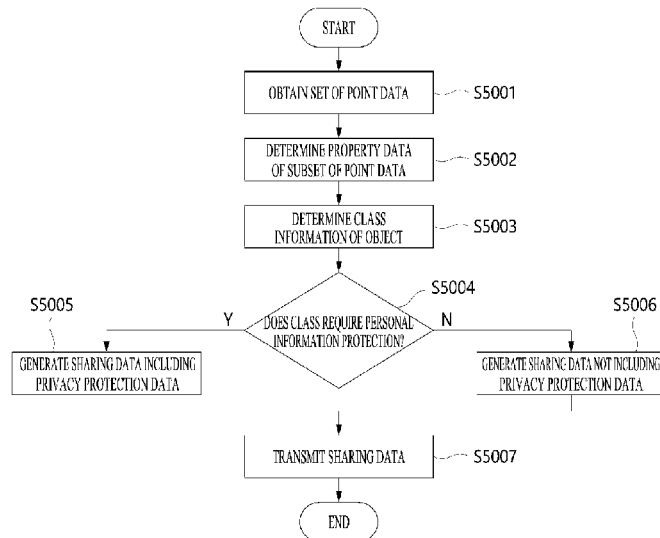 START
OBTAIN SET OF POINT DATA
S5001
DETERMINE PROPERTY DATA
OF SUBSET OF POINT DATA
S5002
DETERMINE CLASS
INFORMATION OF OBJECT
S5003
S5004
DOES CLASS REQUIRE PERSONAL
INFORMATION PROTECTION?
Y
N
S5005
GENERATE SHARING DATA INCLUDING
PRIVACY PROTECTION DATA
S5006
GENERATE SHARING DATA NOT INCLUDING
PRIVACY PROTECTION DATA
TRANSMIT SHARING DATA
S5007
END